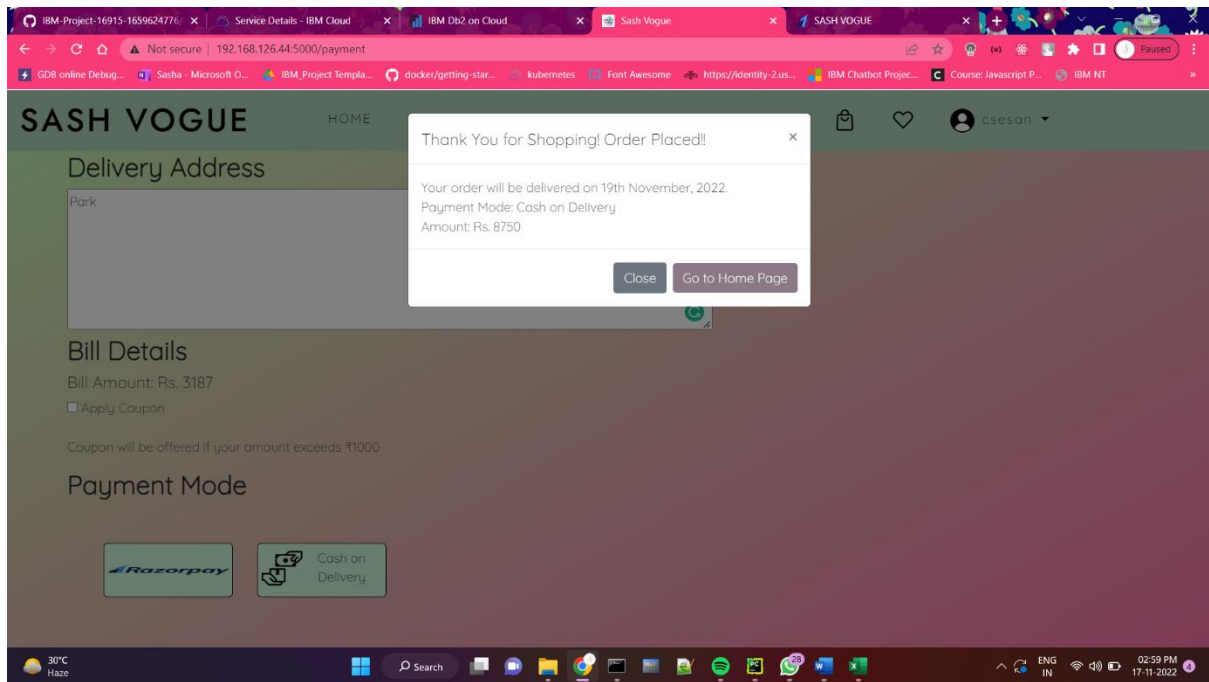 IBM-Project-16915-1659624776/
Service Details - IBM Cloud
IBM Db2 on Cloud
Sash Vogue
SASH VOGUE
Not secure | 192.168.126.44:5000/payment
Paused
GDB online Debug...
Sasha - Microsoft O...
IBM_Project Templa...
docker/getting-star...
kubernetes
Font Awesome
https://identity-2.us...
IBM Chatbot Projec...
Course: Javascript P...
IBM NT
»
SASH VOGUE
HOME
csesan
Thank You for Shopping! Order Placed!!
×
Your order will be delivered on 19th November, 2022.
Payment Mode: Cash on Delivery
Amount: Rs. 8750
Close
Go to Home Page
Delivery Address
Park
Bill Details
Bill Amount: Rs. 3187
Apply Coupon
Coupon will be offered if your amount exceeds ₹1000
Payment Mode
Razorpay
Cash on
Delivery
30°C
Haze
Search
28
ENG
IN
02:59 PM
17-11-2022
4